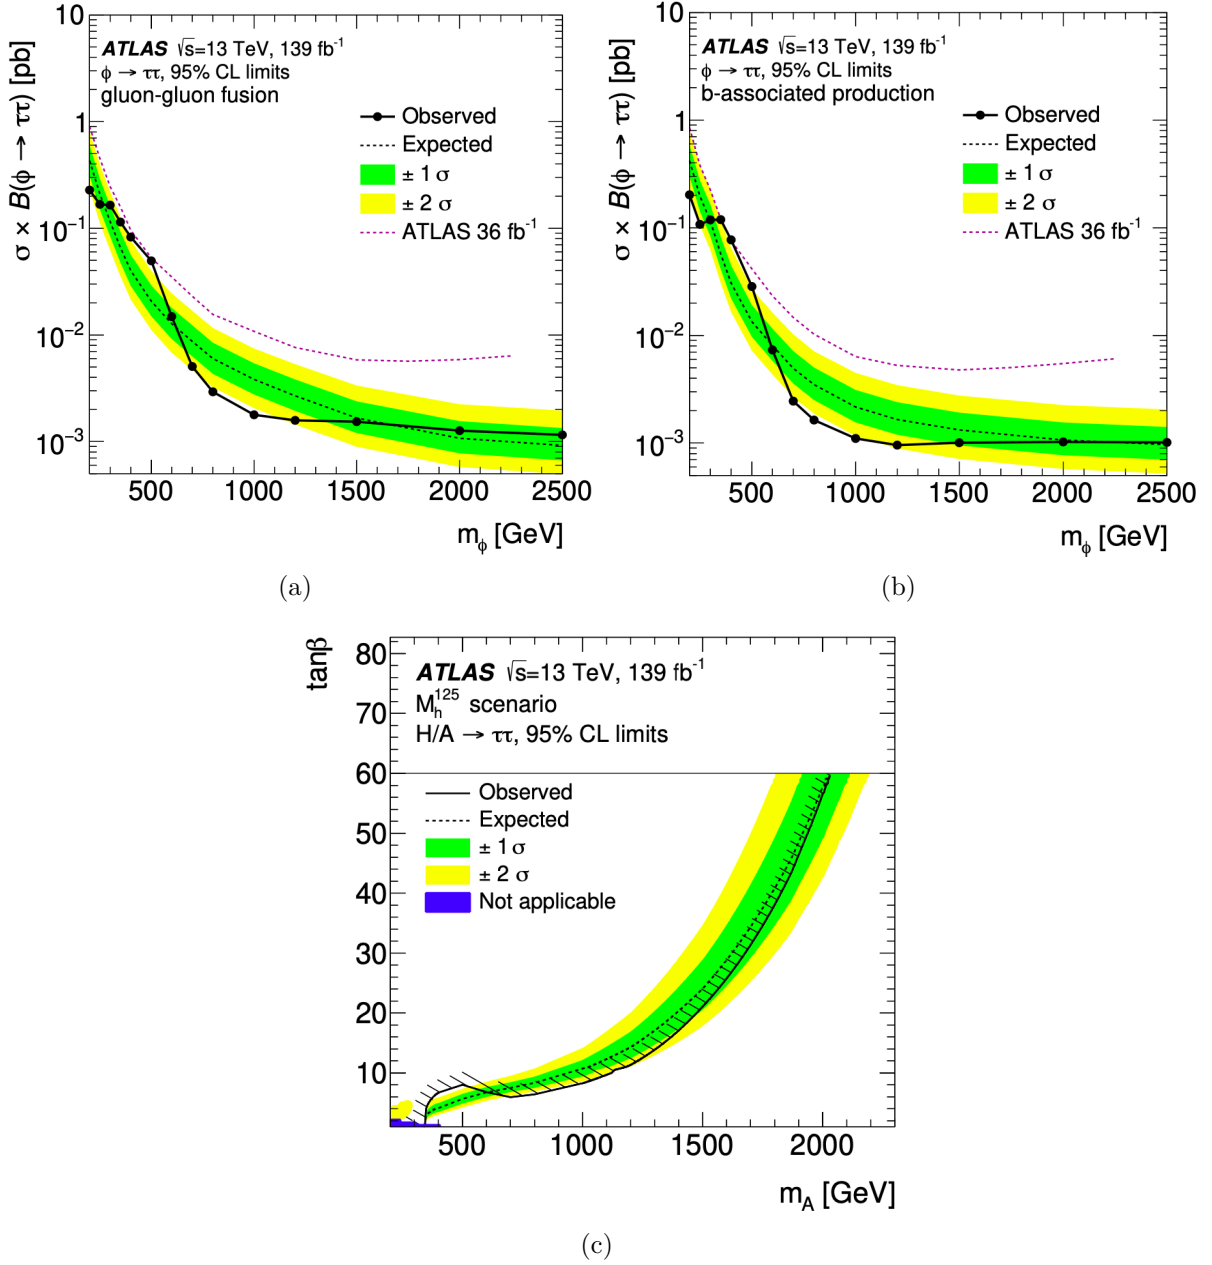 ATLAS √s=13 TeV, 139 fb⁻¹
ϕ → ττ, 95% CL limits
gluon-gluon fusion
Observed
Expected
± 1 σ
± 2 σ
ATLAS 36 fb⁻¹
σ × B(ϕ → ττ) [pb]
10
1
10⁻¹
10⁻²
10⁻³
500 1000 1500 2000 2500
m_ϕ [GeV]
(a)
ATLAS √s=13 TeV, 139 fb⁻¹
ϕ → ττ, 95% CL limits
b-associated production
Observed
Expected
± 1 σ
± 2 σ
ATLAS 36 fb⁻¹
σ × B(ϕ → ττ) [pb]
10
1
10⁻¹
10⁻²
10⁻³
500 1000 1500 2000 2500
m_ϕ [GeV]
(b)
tanβ
ATLAS √s=13 TeV, 139 fb⁻¹
M_h¹²⁵ scenario
H/A → ττ, 95% CL limits
Observed
Expected
± 1 σ
± 2 σ
Not applicable
80
70
60
50
40
30
20
10
500 1000 1500 2000
m_A [GeV]
(c)